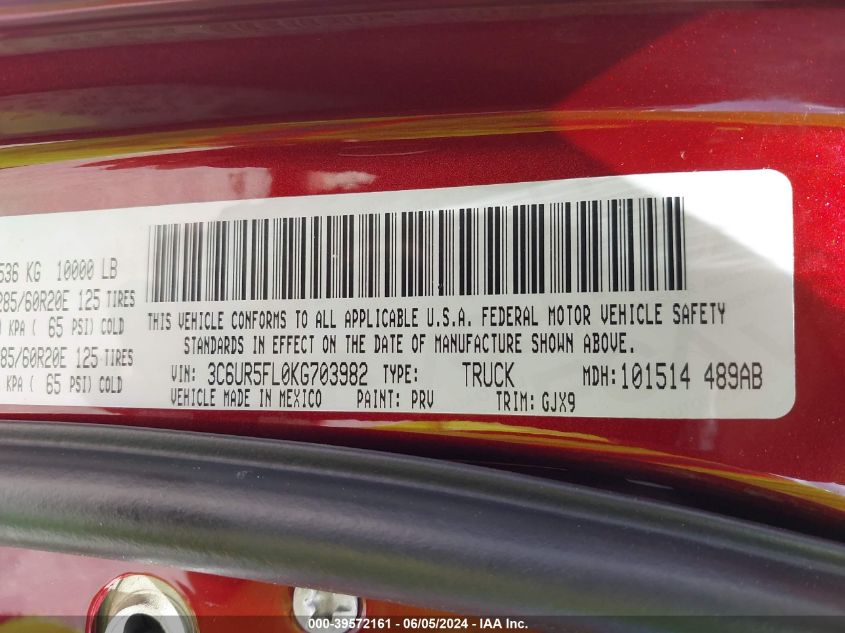 536 KG 10000 LB
285/60R20E 125 TIRES
KPA ( 65 PSI) COLD
85/60R20E 125 TIRES
KPA ( 65 PSI) COLD
THIS VEHICLE CONFORMS TO ALL APPLICABLE U.S.A. FEDERAL MOTOR VEHICLE SAFETY
STANDARDS IN EFFECT ON THE DATE OF MANUFACTURE SHOWN ABOVE.
VIN: 3C6UR5FL0KG703982 TYPE: TRUCK MDH:101514 489AB
VEHICLE MADE IN MEXICO PAINT: PRV TRIM: GJX9
000-39572161 - 06/05/2024 - IAA Inc.